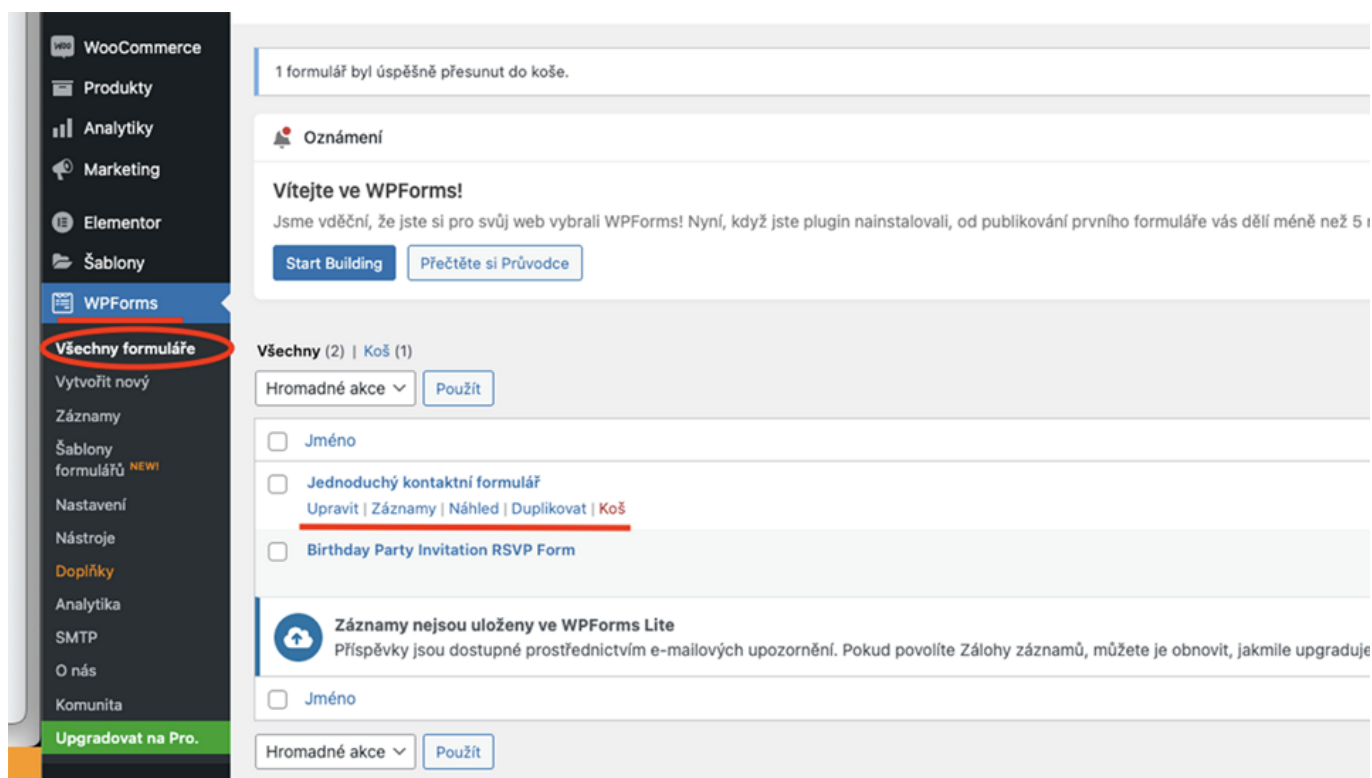 WooCommerce
Produkty
Analytiky
Marketing
Elementor
Šablony
WPForms
Všechny formuláře
Vytvořit nový
Záznamy
Šablony
formulářů NEW!
Nastavení
Nástroje
Doplňky
Analytika
SMTP
O nás
Komunita
Upgradovat na Pro.
1 formulář byl úspěšně přesunut do koše.
Oznámení
Vítejte ve WPForms!
Jsme vděční, že jste si pro svůj web vybrali WPForms! Nyní, když jste plugin nainstalovali, od publikování prvního formuláře vás dělí méně než 5
Start Building Přečtěte si Průvodce
Všechny (2) | Koš (1)
Hromadné akce Použít
Jméno
Jednoduchý kontaktní formulář
Upravit | Záznamy | Náhled | Duplikovat | Koš
Birthday Party Invitation RSVP Form
Záznamy nejsou uloženy ve WPForms Lite
Příspěvky jsou dostupné prostřednictvím e-mailových upozornění. Pokud povolíte Zálohy záznamů, můžete je obnovit, jakmile upgraduje
Jméno
Hromadné akce Použít